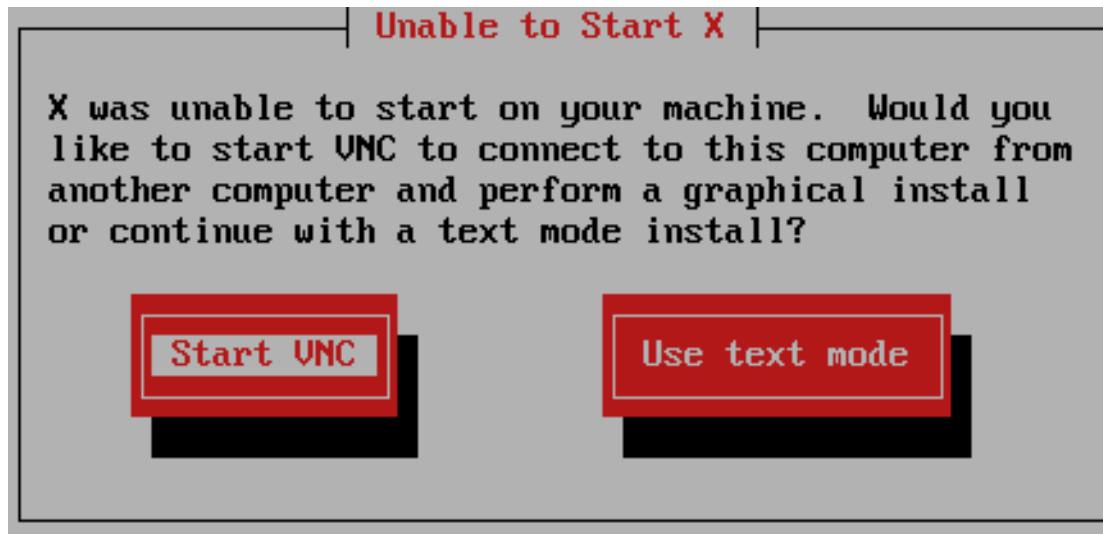 Unable to Start X
X was unable to start on your machine.  Would you
like to start VNC to connect to this computer from
another computer and perform a graphical install
or continue with a text mode install?
Start VNC
Use text mode